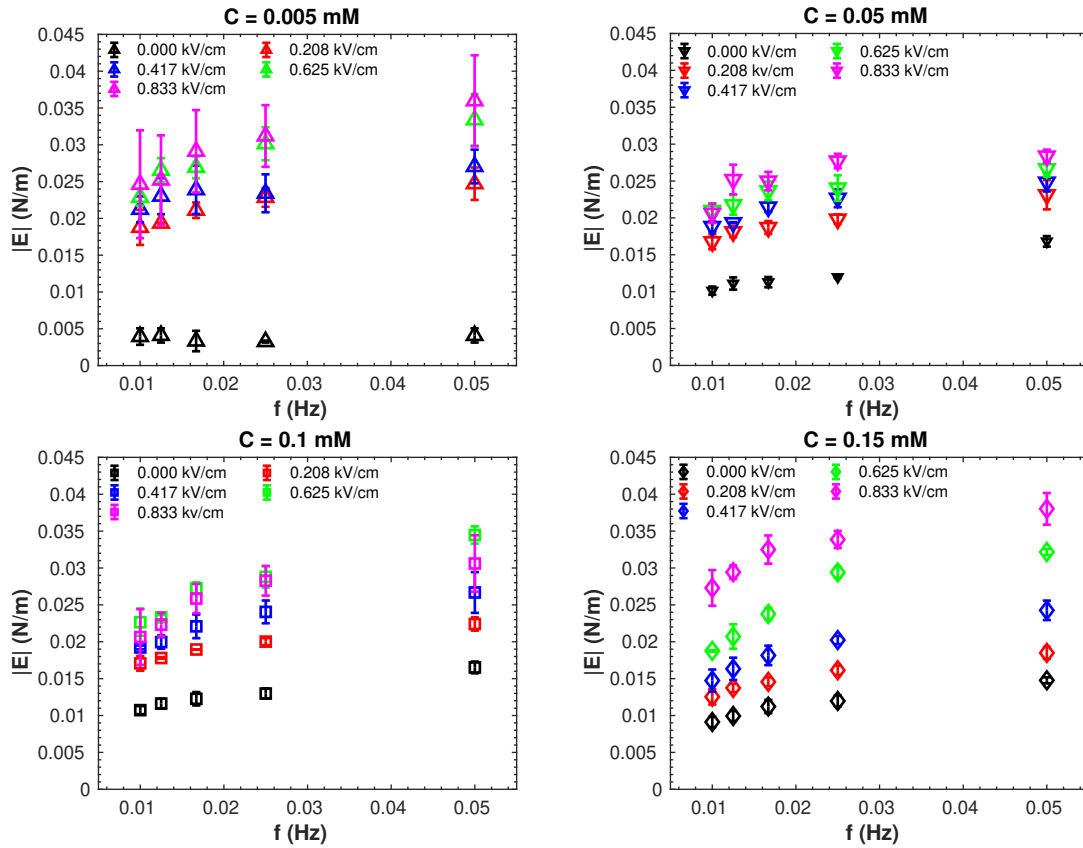 C = 0.005 mM
0.000 kV/cm 0.208 kV/cm
0.417 kV/cm 0.625 kV/cm
0.833 kV/cm
0.045
0.04
0.035
0.03
0.025
0.02
0.015
0.01
0.005
0
|E| (N/m)
0.01 0.02 0.03 0.04 0.05
f (Hz)
C = 0.05 mM
0.000 kV/cm 0.625 kV/cm
0.208 kv/cm 0.833 kV/cm
0.417 kV/cm
0.045
0.04
0.035
0.03
0.025
0.02
0.015
0.01
0.005
0
|E| (N/m)
0.01 0.02 0.03 0.04 0.05
f (Hz)
C = 0.1 mM
0.000 kV/cm 0.208 kV/cm
0.417 kV/cm 0.625 kV/cm
0.833 kv/cm
0.045
0.04
0.035
0.03
0.025
0.02
0.015
0.01
0.005
0
|E| (N/m)
0.01 0.02 0.03 0.04 0.05
f (Hz)
C = 0.15 mM
0.000 kV/cm 0.625 kV/cm
0.208 kV/cm 0.833 kV/cm
0.417 kV/cm
0.045
0.04
0.035
0.03
0.025
0.02
0.015
0.01
0.005
0
|E| (N/m)
0.01 0.02 0.03 0.04 0.05
f (Hz)